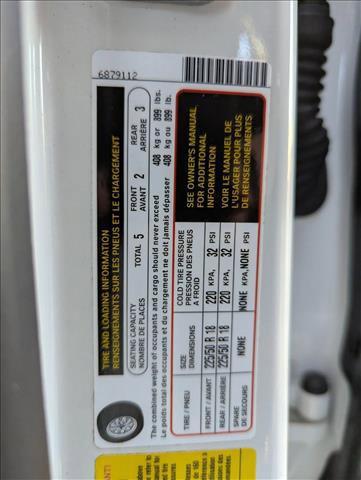 6879112
TIRE AND LOADING INFORMATION
RENSEIGNEMENTS SUR LES PNEUS ET LE CHARGEMENT
SEATING CAPACITY
NOMBRE DE PLACES
TOTAL 5
FRONT
AVANT 2
REAR
ARRIÈRE 3
The combined weight of occupants and cargo should never exceed 408 kg or 899 lbs.
Le poids total des occupants et du chargement ne doit jamais dépasser 408 kg ou 899 lb.
TIRE / PNEU
SIZE
DIMENSIONS
COLD TIRE PRESSURE
PRESSION DES PNEUS
A FROID
FRONT / AVANT 225/50 R 18 220 KPA, 32 PSI
REAR / ARRIÈRE 225/50 R 18 220 KPA, 32 PSI
SPARE
DE SECOURS
NONE NONE KPA,NONE PSI
SEE OWNER'S MANUAL
FOR ADDITIONAL
INFORMATION
VOIR LE MANUEL DE
L'USAGER POUR PLUS
DE RENSEIGNEMENTS